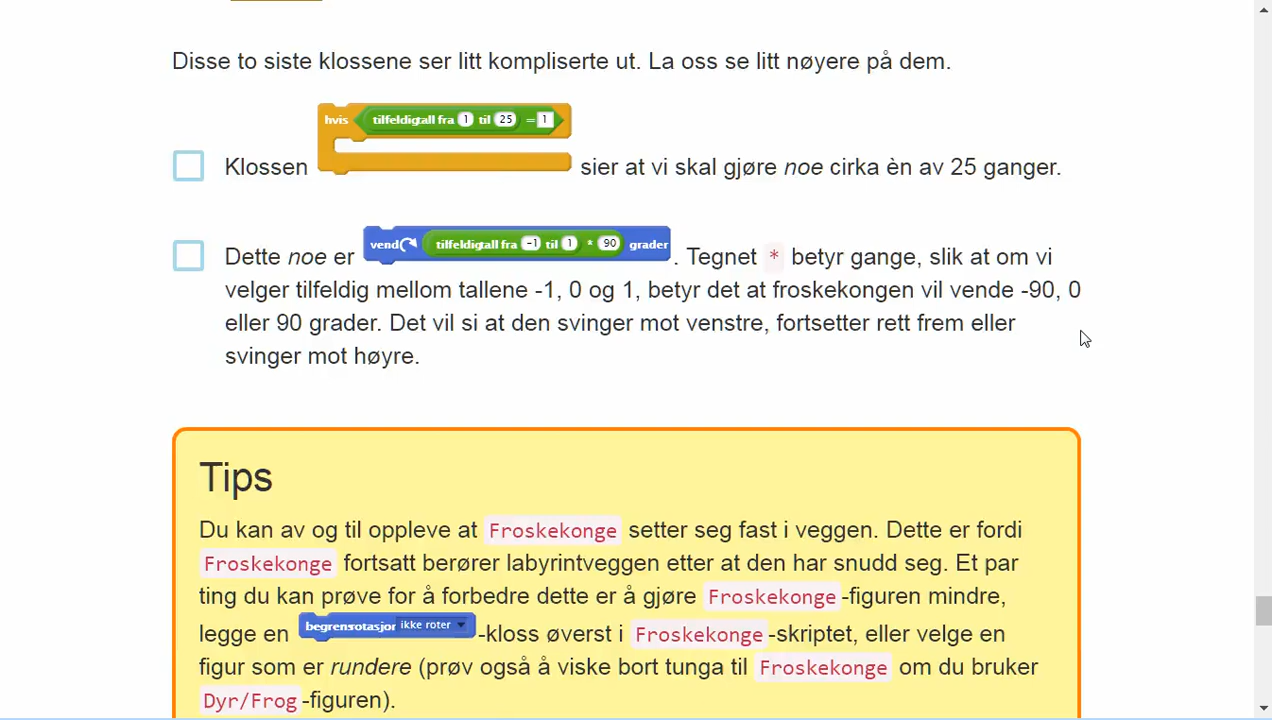 Disse to siste klossene ser litt kompliserte ut. La oss se litt nøyere på dem.
Klossen hvis tilfeldigtall fra 1 til 25 = 1 sier at vi skal gjøre noe cirka èn av 25 ganger.
Dette noe er vend tilfeldigtall fra -1 til 1 * 90 grader. Tegnet * betyr gange, slik at om vi
velger tilfeldig mellom tallene -1, 0 og 1, betyr det at froskekongen vil vende -90, 0
eller 90 grader. Det vil si at den svinger mot venstre, fortsetter rett frem eller
svinger mot høyre.
Tips
Du kan av og til oppleve at Froskekonge setter seg fast i veggen. Dette er fordi
Froskekonge fortsatt berører labyrintveggen etter at den har snudd seg. Et par
ting du kan prøve for å forbedre dette er å gjøre Froskekonge-figuren mindre,
legge en begrens rotasjon ikke roter-kloss øverst i Froskekonge-skriptet, eller velge en
figur som er rundere (prøv også å viske bort tunga til Froskekonge om du bruker
Dyr/Frog-figuren).